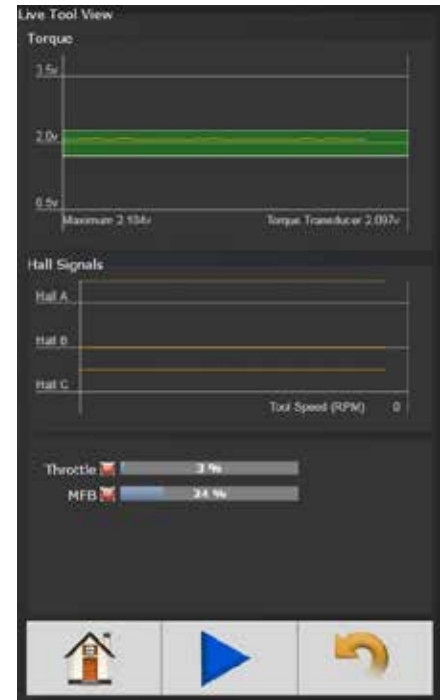 Live Tool View
Torque
3.5v
2.0v
0.5v
Maximum 2.104v
Torque Transducer 2.097v
Hall Signals
Hall A
Hall B
Hall C
Tool Speed (RPM) 0
Throttle 3 %
MFB 24 %